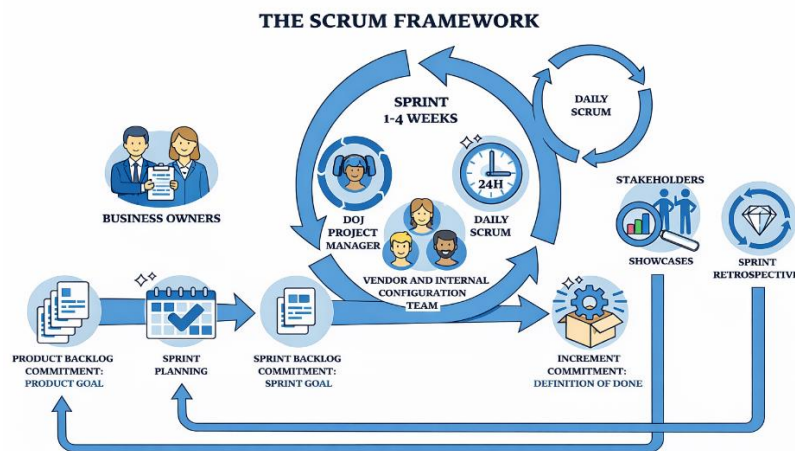 THE SCRUM FRAMEWORK
SPRINT
1-4 WEEKS
DAILY
SCRUM
BUSINESS OWNERS
DOJ
PROJECT
MANAGER
24H
DAILY
SCRUM
VENDOR AND INTERNAL
CONFIGURATION
TEAM
STAKEHOLDERS
SHOWCASES
SPRINT
RETROSPECTIVE
PRODUCT BACKLOG
COMMITMENT:
PRODUCT GOAL
SPRINT
PLANNING
SPRINT BACKLOG
COMMITMENT:
SPRINT GOAL
INCREMENT
COMMITMENT:
DEFINITION OF DONE